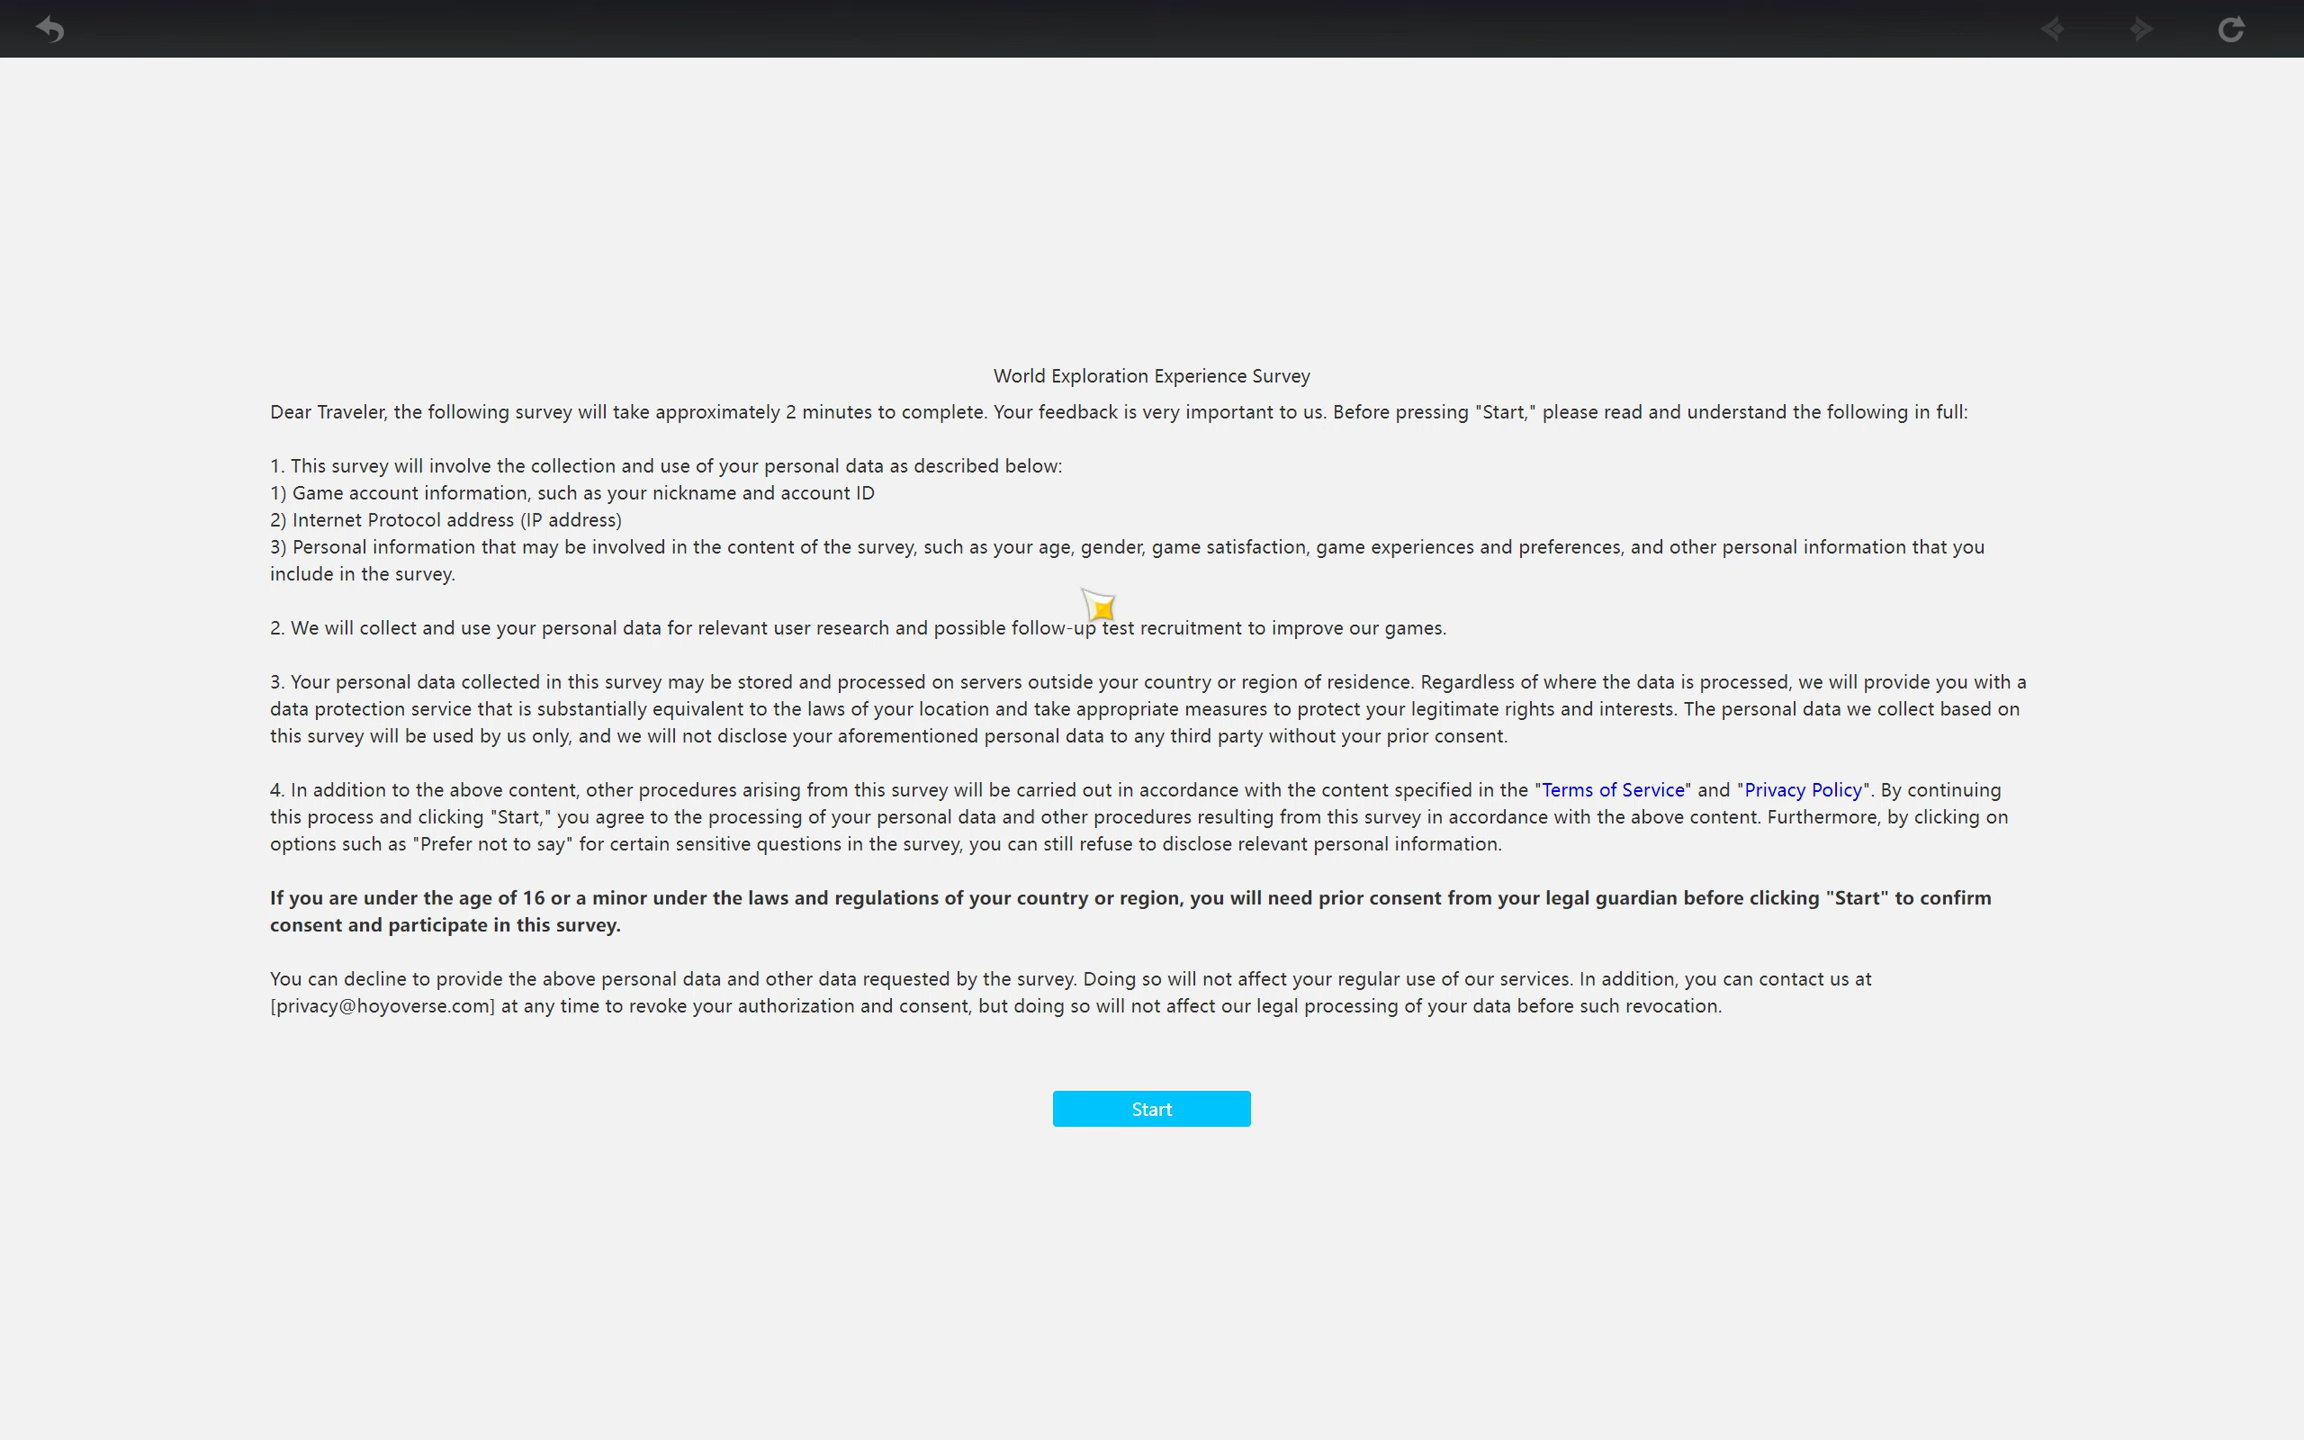 World Exploration Experience Survey
Dear Traveler, the following survey will take approximately 2 minutes to complete. Your feedback is very important to us. Before pressing "Start," please read and understand the following in full:
1. This survey will involve the collection and use of your personal data as described below:
1) Game account information, such as your nickname and account ID
2) Internet Protocol address (IP address)
3) Personal information that may be involved in the content of the survey, such as your age, gender, game satisfaction, game experiences and preferences, and other personal information that you
include in the survey.
2. We will collect and use your personal data for relevant user research and possible follow-up test recruitment to improve our games.
3. Your personal data collected in this survey may be stored and processed on servers outside your country or region of residence. Regardless of where the data is processed, we will provide you with a
data protection service that is substantially equivalent to the laws of your location and take appropriate measures to protect your legitimate rights and interests. The personal data we collect based on
this survey will be used by us only, and we will not disclose your aforementioned personal data to any third party without your prior consent.
4. In addition to the above content, other procedures arising from this survey will be carried out in accordance with the content specified in the "Terms of Service" and "Privacy Policy". By continuing
this process and clicking "Start," you agree to the processing of your personal data and other procedures resulting from this survey in accordance with the above content. Furthermore, by clicking on
options such as "Prefer not to say" for certain sensitive questions in the survey, you can still refuse to disclose relevant personal information.
If you are under the age of 16 or a minor under the laws and regulations of your country or region, you will need prior consent from your legal guardian before clicking "Start" to confirm
consent and participate in this survey.
You can decline to provide the above personal data and other data requested by the survey. Doing so will not affect your regular use of our services. In addition, you can contact us at
[privacy@hoyoverse.com] at any time to revoke your authorization and consent, but doing so will not affect our legal processing of your data before such revocation.
Start